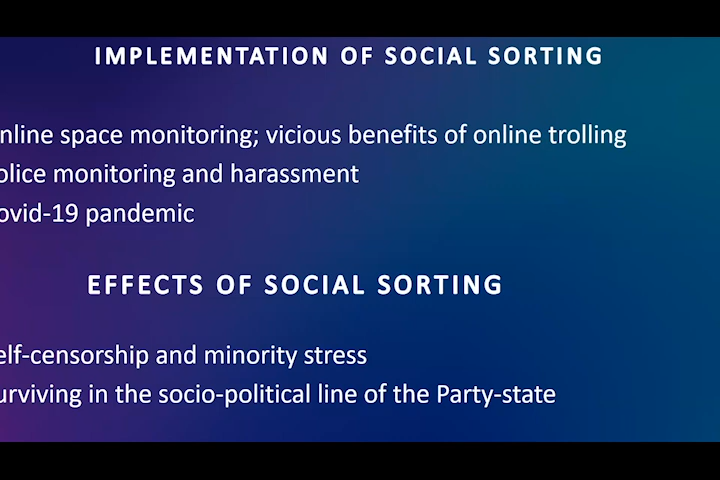 IMPLEMENTATION OF SOCIAL SORTING
nline space monitoring; vicious benefits of online trolling
olice monitoring and harassment
ovid-19 pandemic
EFFECTS OF SOCIAL SORTING
elf-censorship and minority stress
urviving in the socio-political line of the Party-state